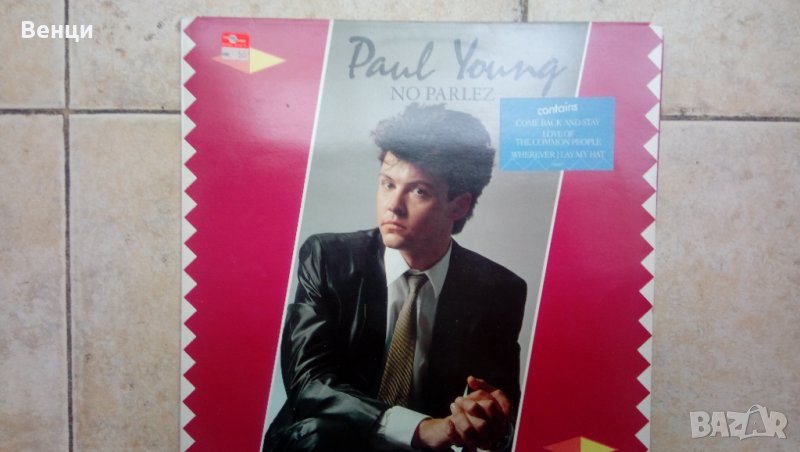 Венци
Paul Young
NO PARLEZ
contains
COME BACK AND STAY
LOVE OF
THE COMMON PEOPLE
WHEREVER I LAY MY HAT
BAZAR